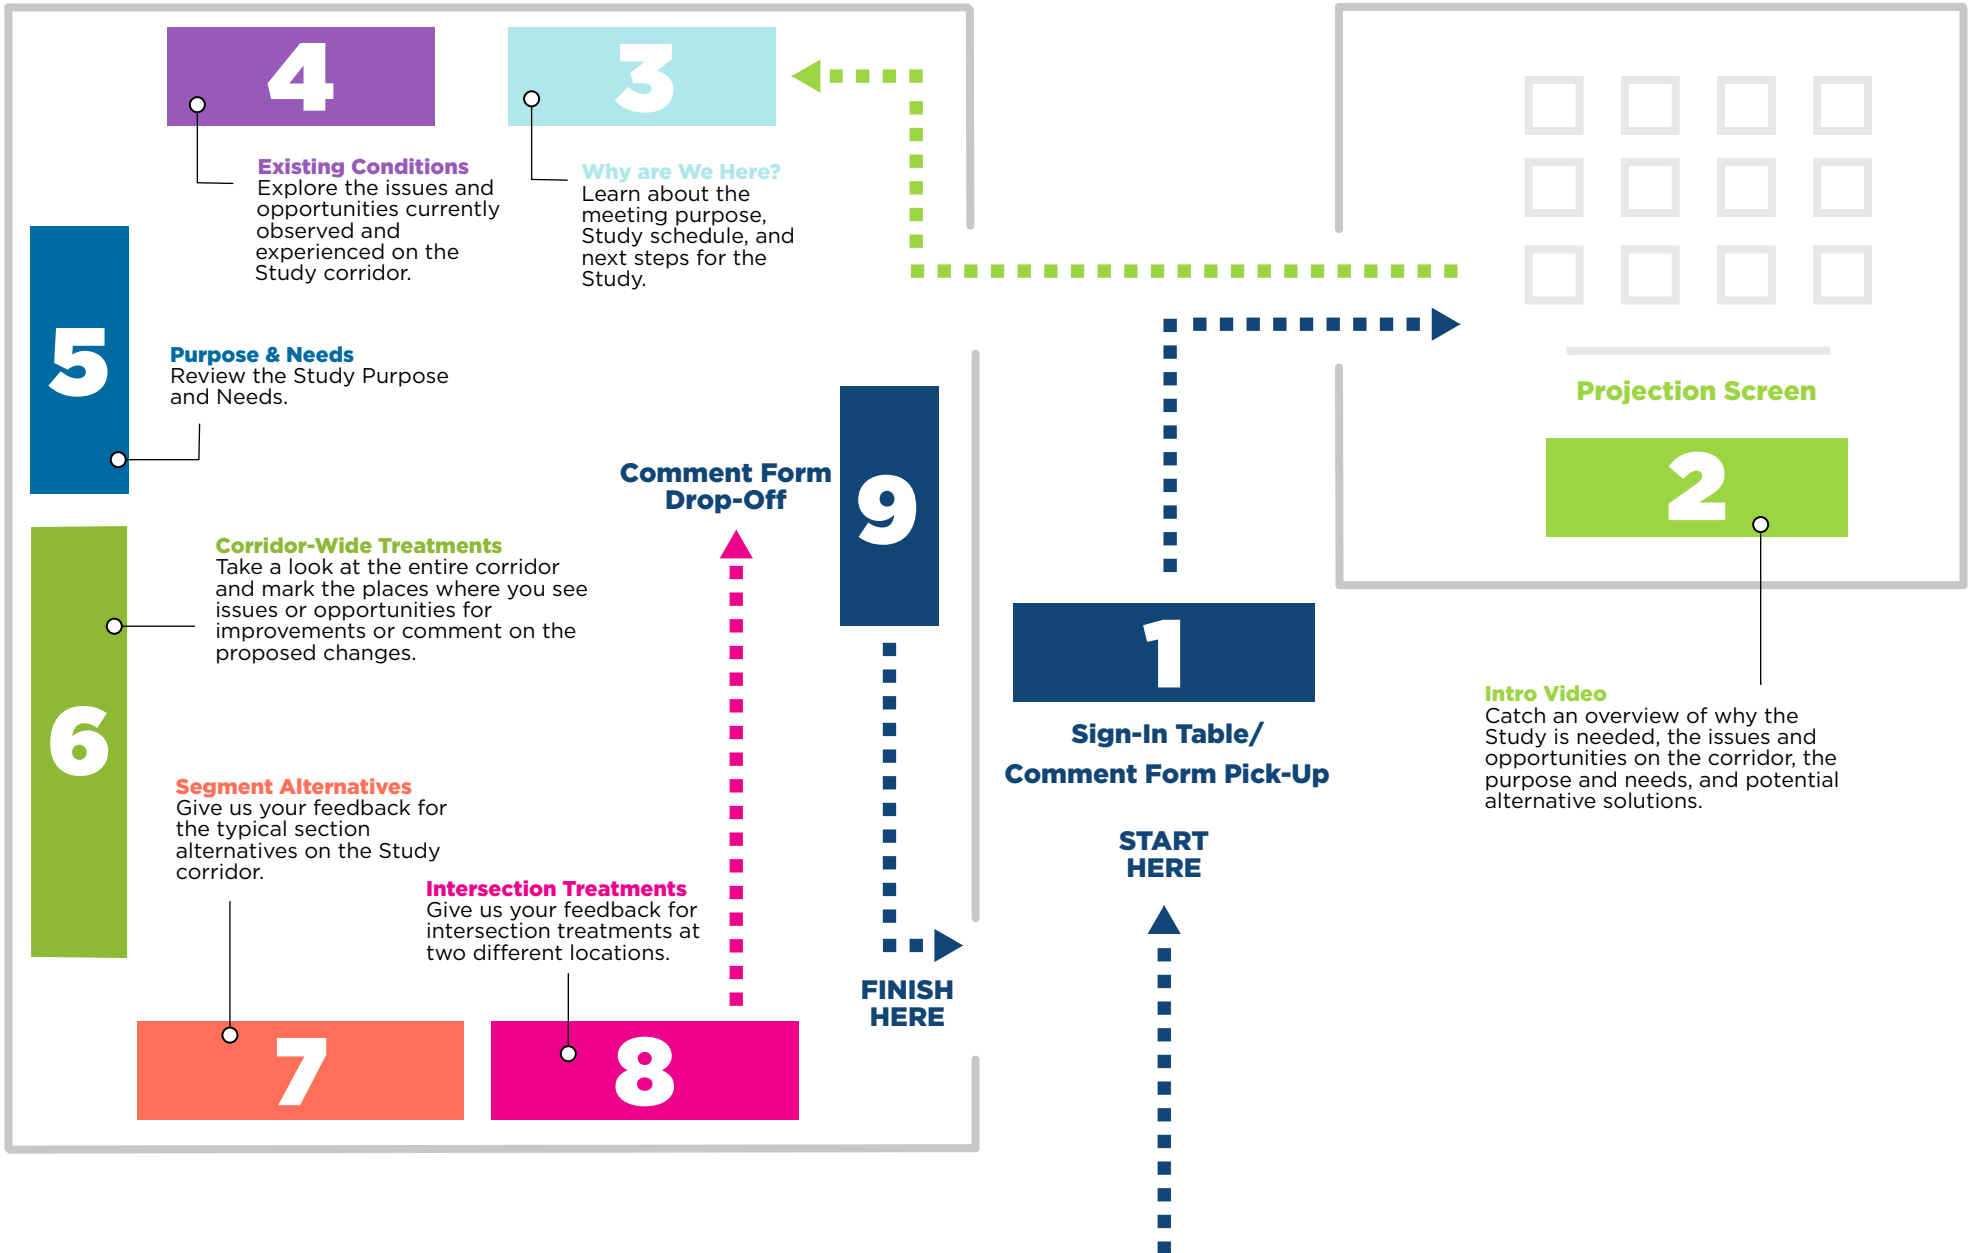 4
Existing Conditions
Explore the issues and
opportunities currently
observed and
experienced on the
Study corridor.
3
Why are We Here?
Learn about the
meeting purpose,
Study schedule, and
next steps for the
Study.
5
Purpose & Needs
Review the Study Purpose
and Needs.
6
Corridor-Wide Treatments
Take a look at the entire corridor
and mark the places where you see
issues or opportunities for
improvements or comment on the
proposed changes.
7
Segment Alternatives
Give us your feedback for
the typical section
alternatives on the Study
corridor.
8
Intersection Treatments
Give us your feedback for
intersection treatments at
two different locations.
Comment Form
Drop-Off
9
FINISH
HERE
1
Sign-In Table/
Comment Form Pick-Up
START
HERE
Projection Screen
2
Intro Video
Catch an overview of why the
Study is needed, the issues and
opportunities on the corridor, the
purpose and needs, and potential
alternative solutions.